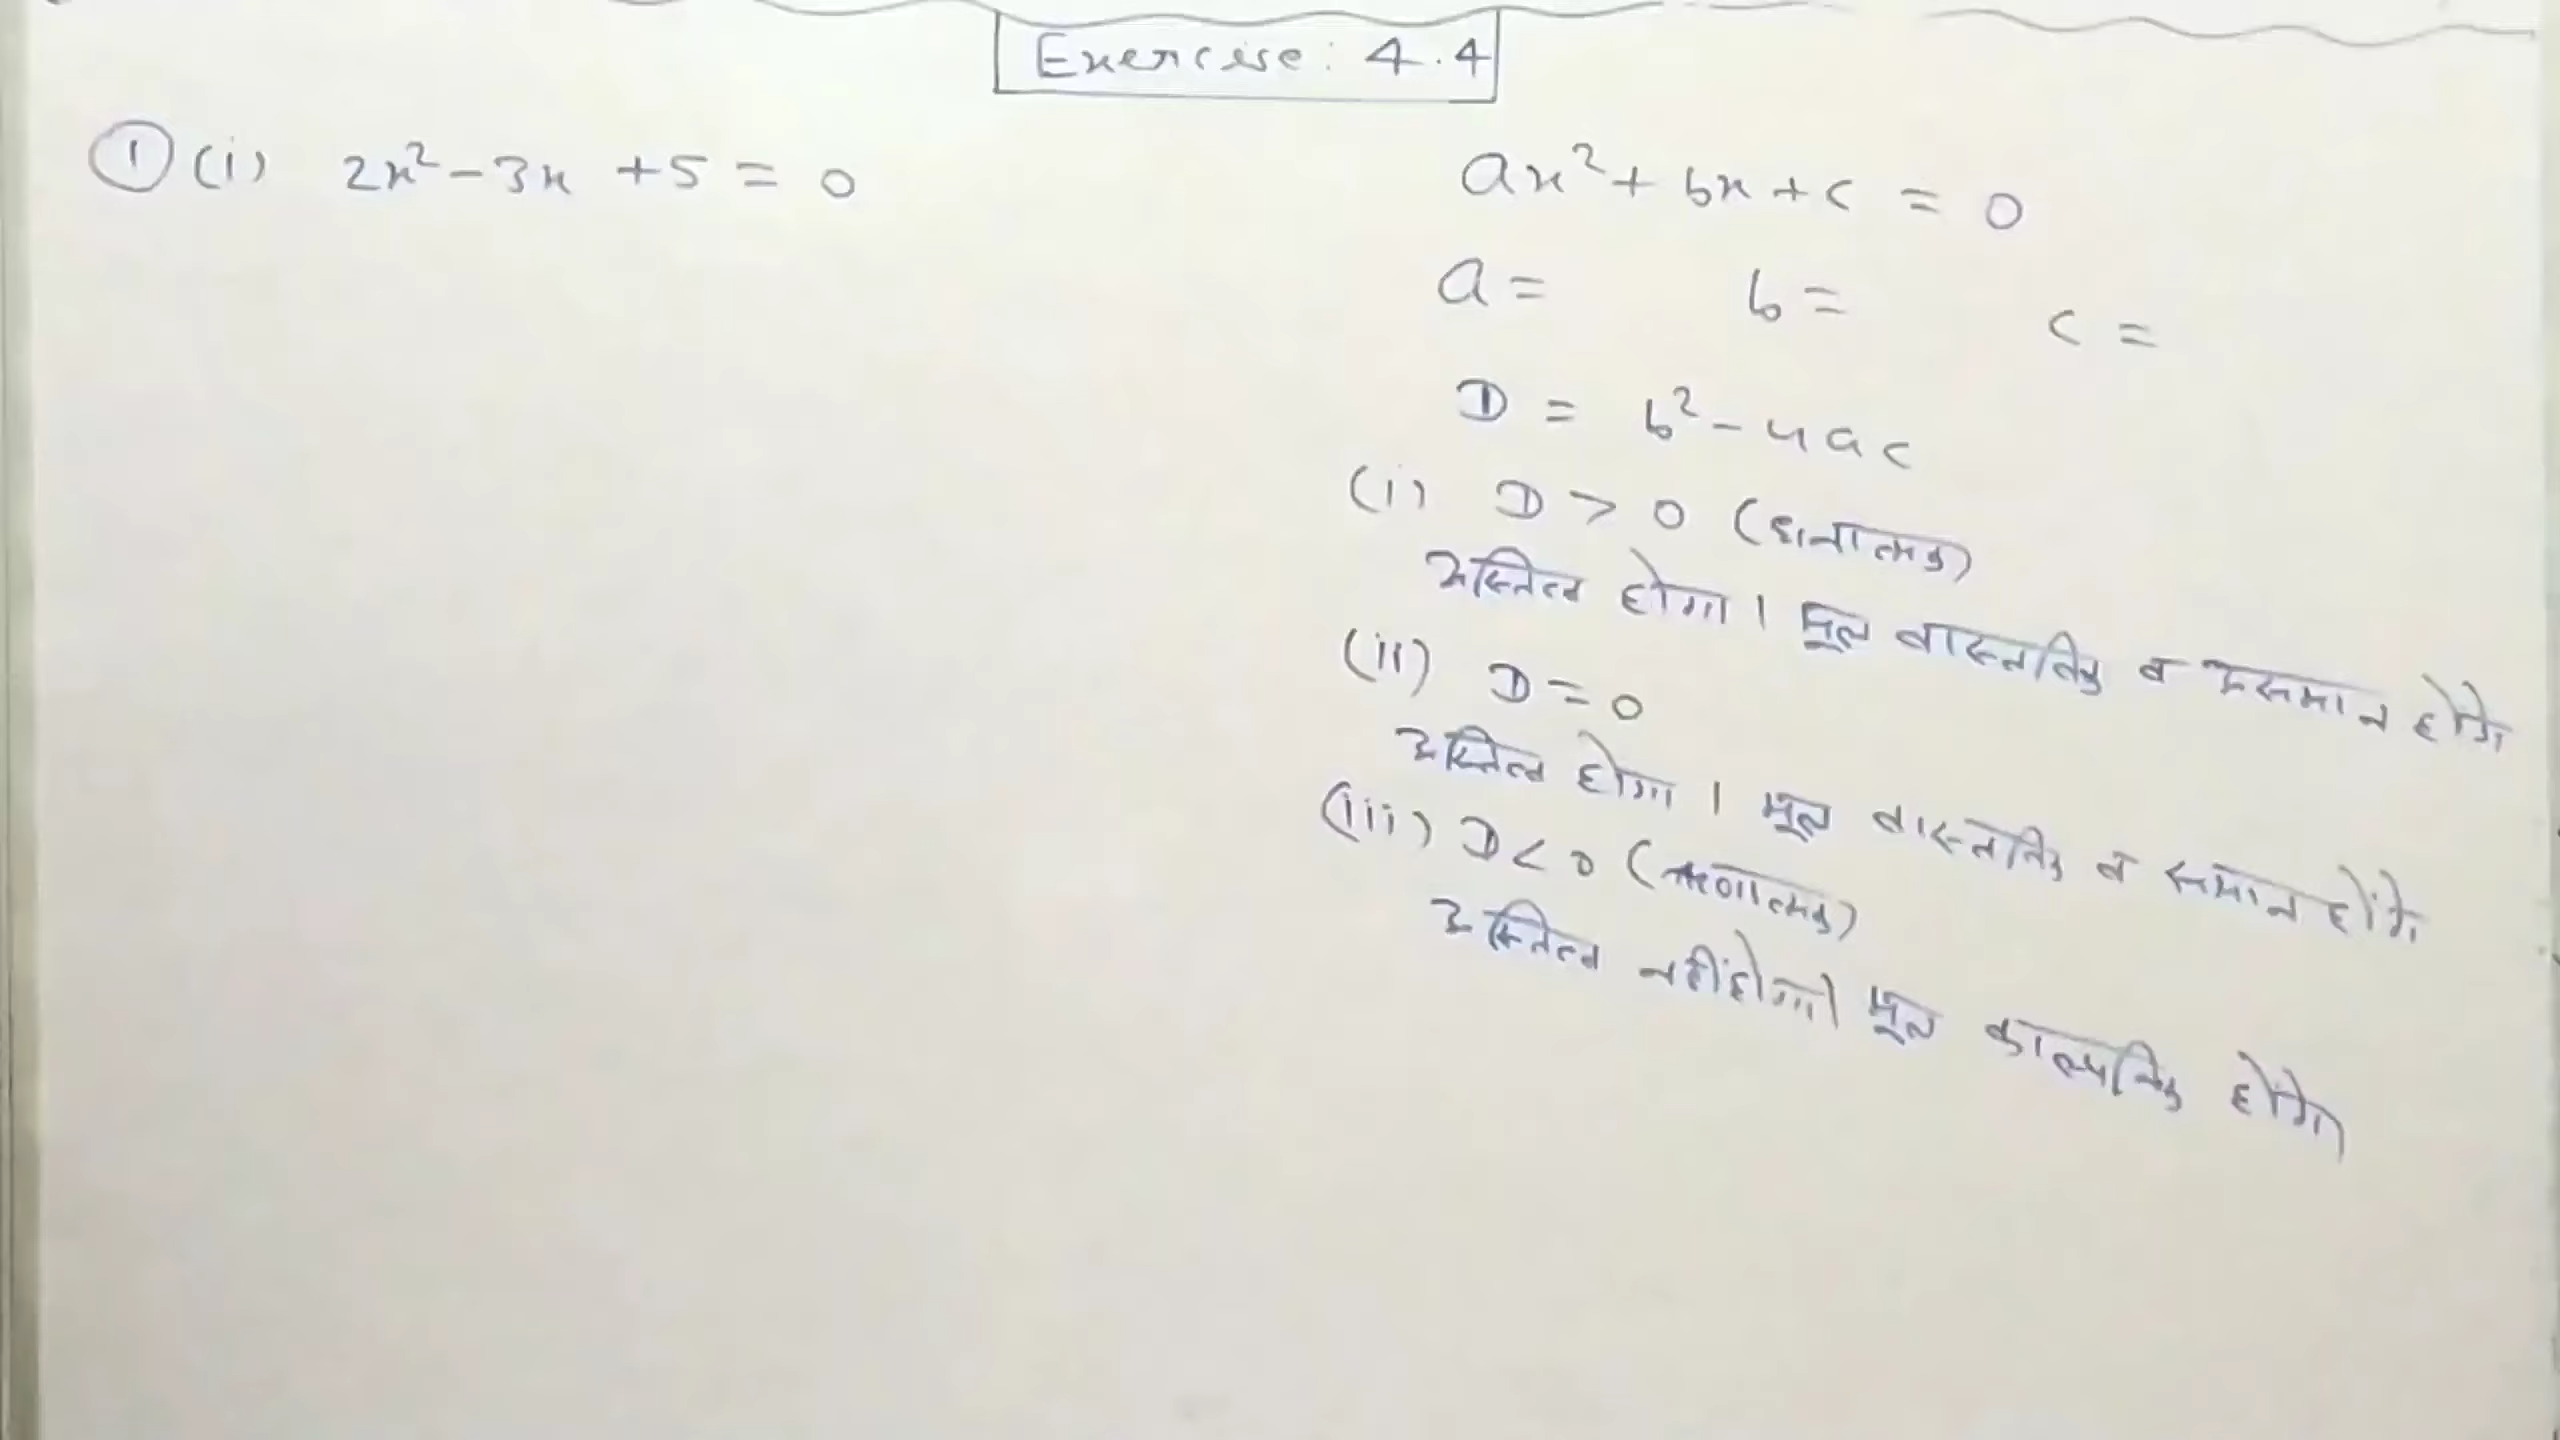 Exercise: 4.4
① (i) 2x² - 3x + 5 = 0
ax² + bx + c = 0
a = b = c =
D = b² - 4ac
(i) D > 0 (धनात्मक)
अस्तित्व होगा । मूल वास्तविक व असमान होंगे
(ii) D = 0
अस्तित्व होगा । मूल वास्तविक व समान होंगे
(iii) D < 0 (ऋणात्मक)
अस्तित्व नहीं होगा। मूल काल्पनिक होंगे।